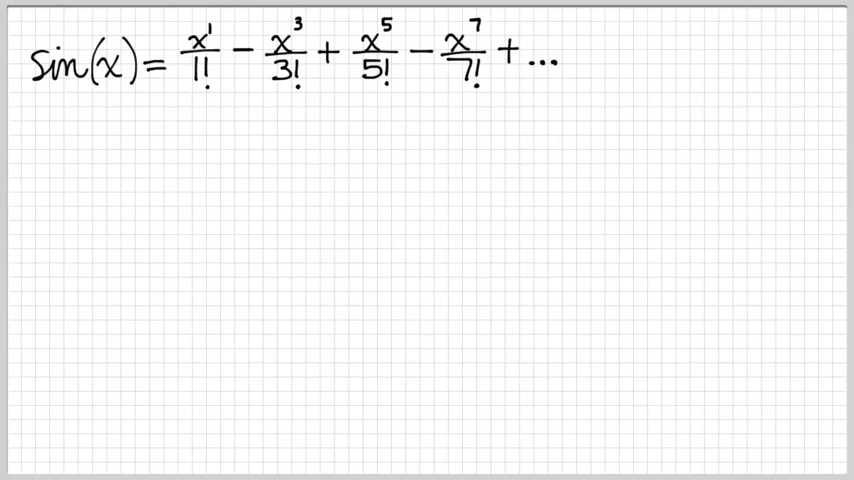 sin(x) = x¹/1! − x³/3! + x⁵/5! − x⁷/7! + ...